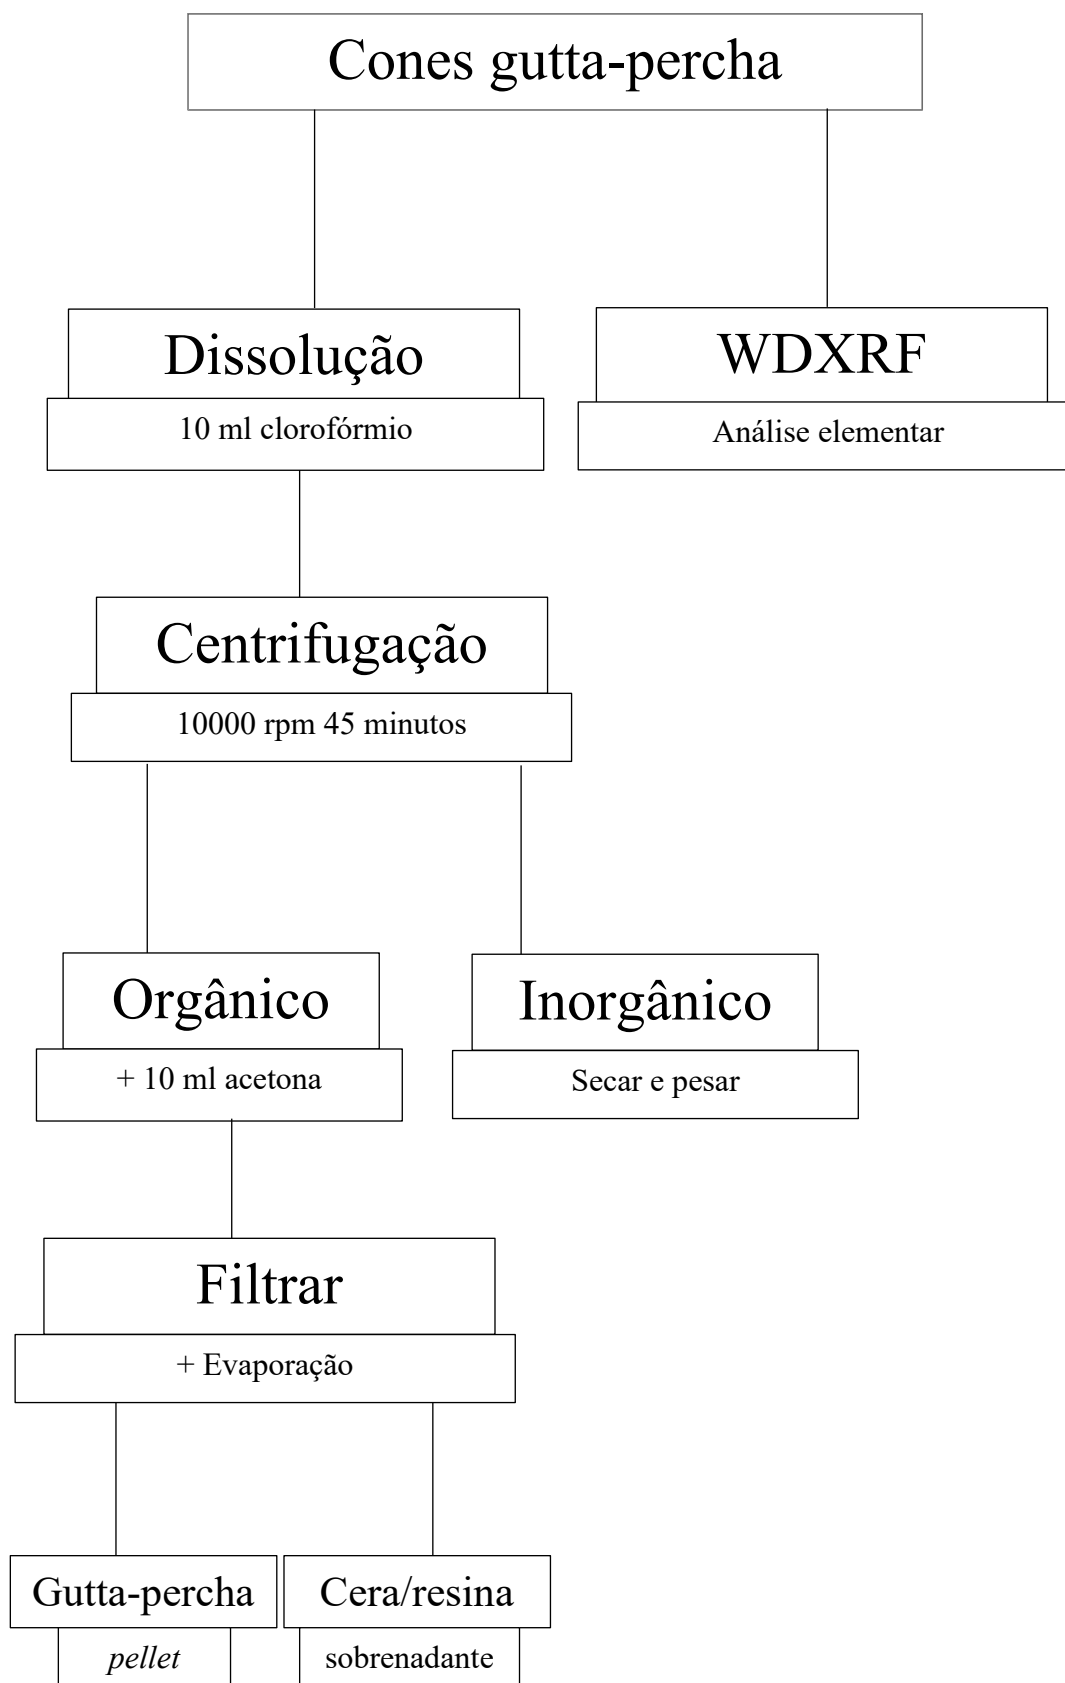 Cones gutta-percha
Dissolução
10 ml clorofórmio
WDXRF
Análise elementar
Centrifugação
10000 rpm 45 minutos
Orgânico
+ 10 ml acetona
Inorgânico
Secar e pesar
Filtrar
+ Evaporação
Gutta-percha
pellet
Cera/resina
sobrenadante